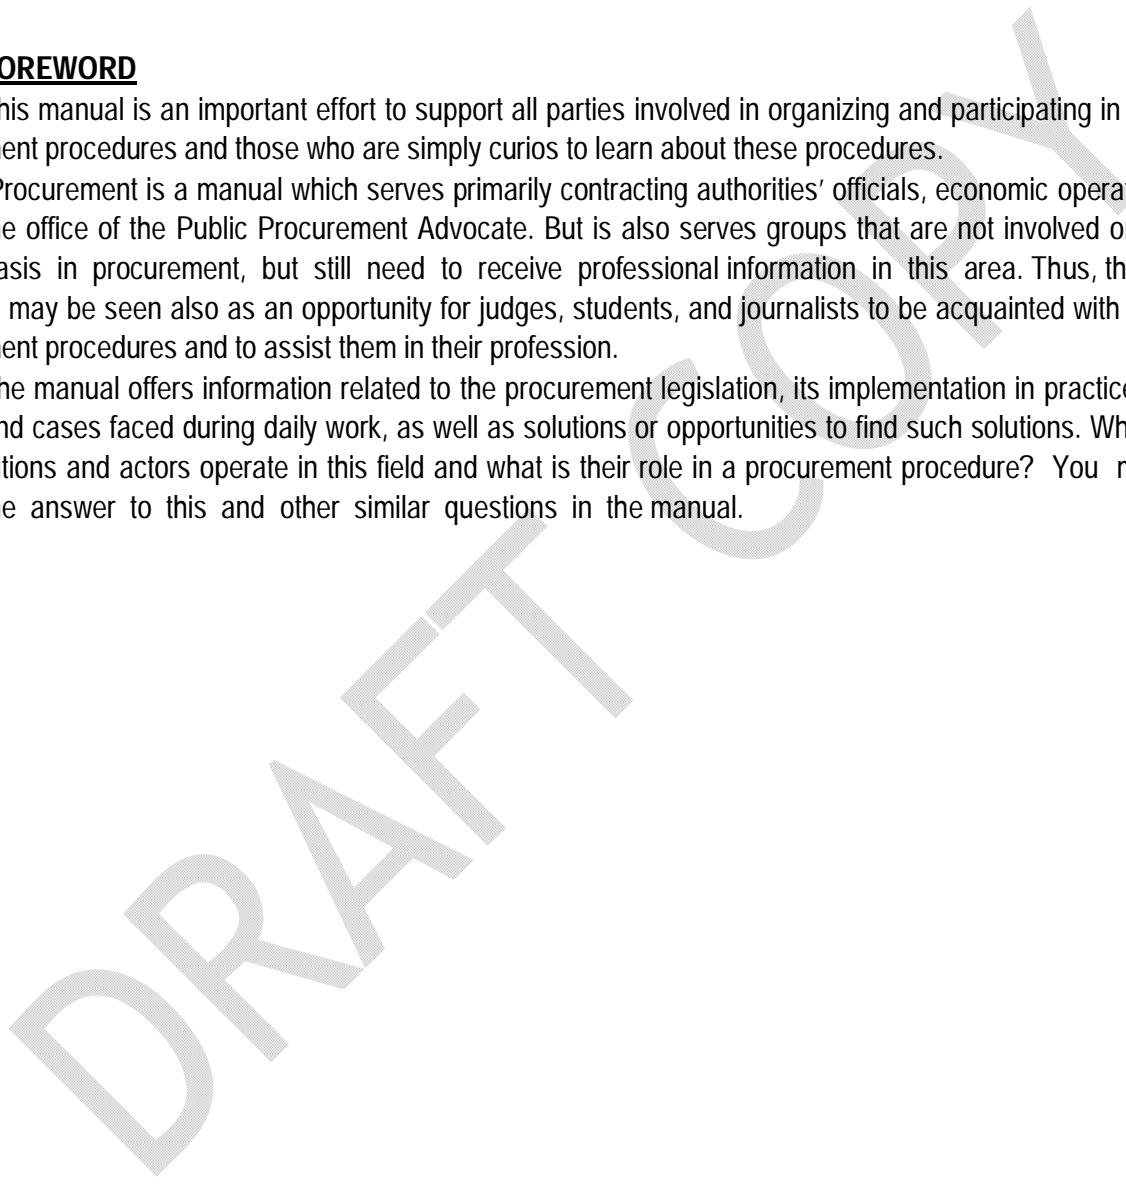 OREWORD
his manual is an important effort to support all parties involved in organizing and participating in
ent procedures and those who are simply curios to learn about these procedures.
Procurement is a manual which serves primarily contracting authorities’ officials, economic opera
e office of the Public Procurement Advocate. But is also serves groups that are not involved o
asis in procurement, but still need to receive professional information in this area. Thus, th
may be seen also as an opportunity for judges, students, and journalists to be acquainted with
ent procedures and to assist them in their profession.
he manual offers information related to the procurement legislation, its implementation in practice
nd cases faced during daily work, as well as solutions or opportunities to find such solutions. Wh
tions and actors operate in this field and what is their role in a procurement procedure? You
e answer to this and other similar questions in the manual.
DRAFT COPY